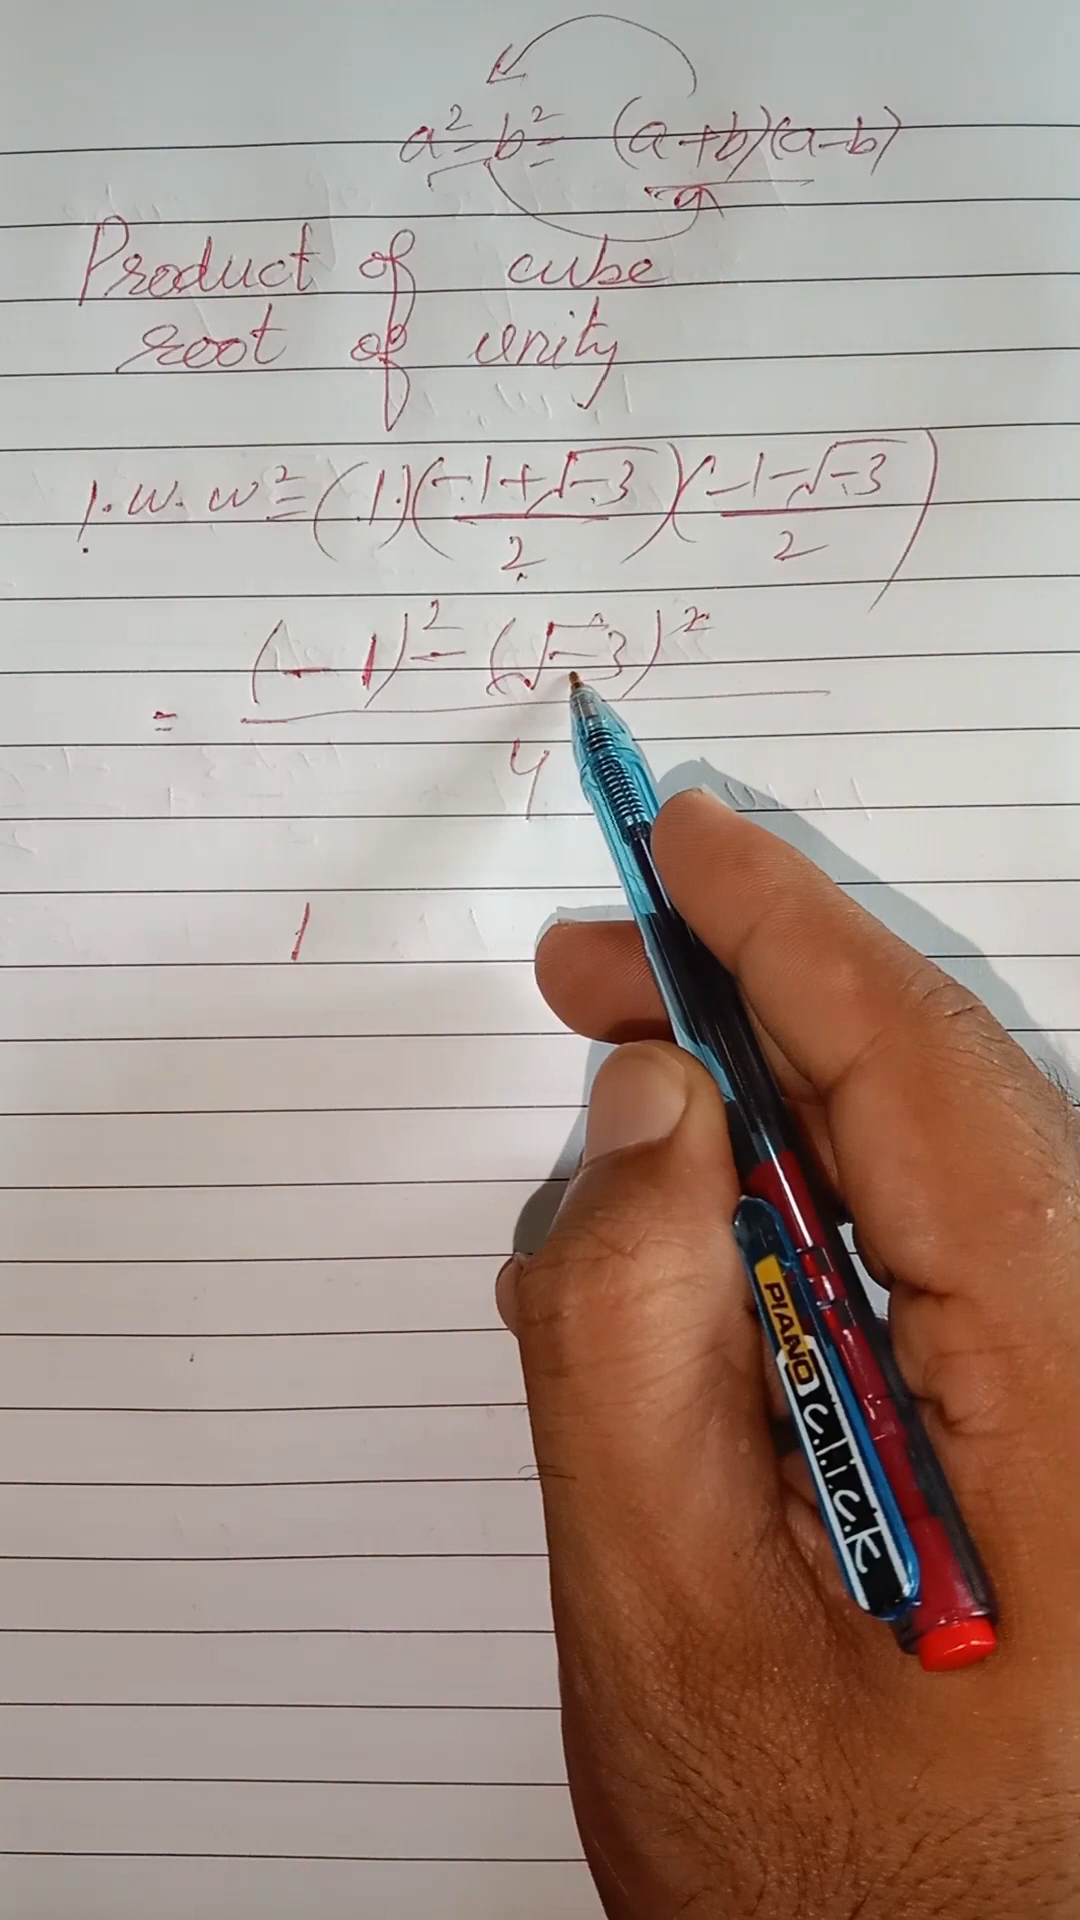 a² - b² = (a+b)(a-b)
Product of cube
root of unity
1. w. w² = (1)(-1+√-3/2)(-1-√-3/2)
= (-1)² - (√-3)²/4
1
PIANO c.l.i.c.k